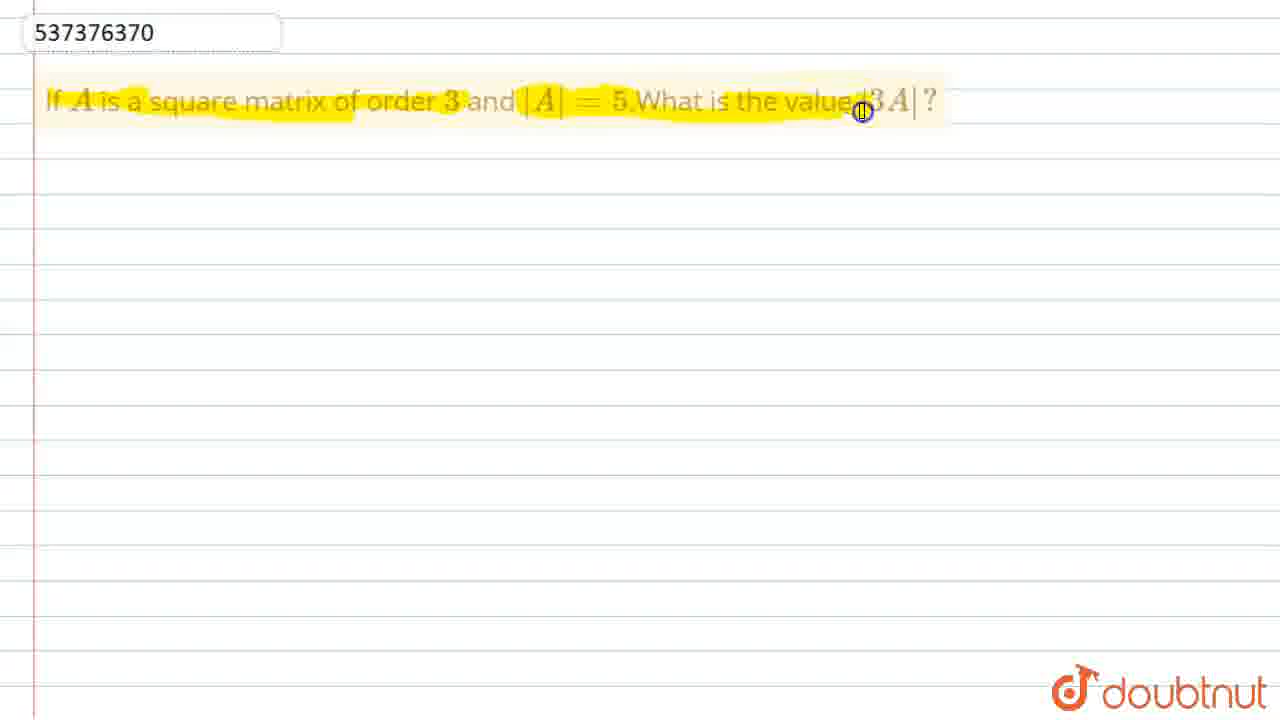 537376370
If A is a square matrix of order 3 and |A| = 5.What is the value |3A| ?
doubtnut